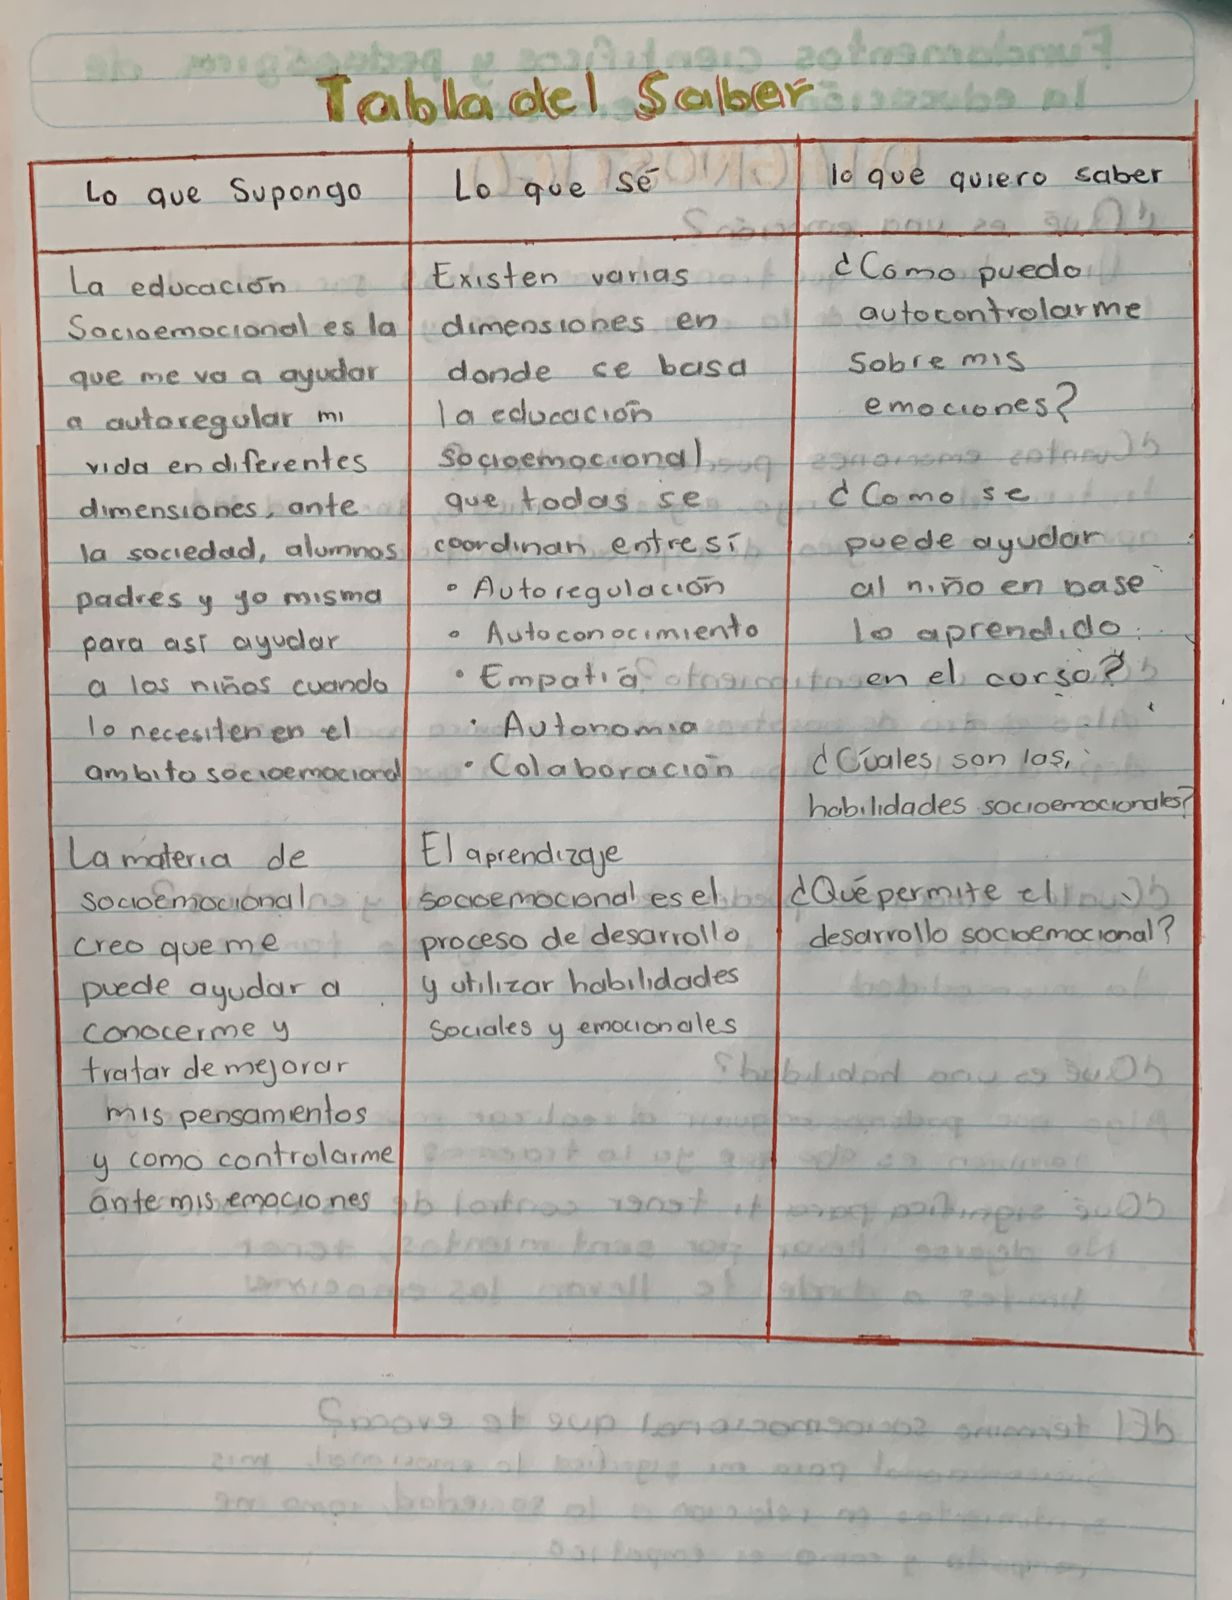 Tabla del Saber
Lo que Supongo
La educación
Socioemocional es la
que me va a ayudar
a autoregular mi
vida en diferentes
dimensiones, ante
la sociedad, alumnos
padres y yo misma
para así ayudar
a los niños cuando
lo necesiten en el
ambito socioemocional
La materia de
socioemocional
creo que me
puede ayudar a
conocerme y
tratar de mejorar
mis pensamientos
y como controlarme
ante mis emociones
Lo que sé
Existen varias
dimensiones en
donde se basa
la educación
socioemocional
que todas se
coordinan entre sí
• Autoregulación
• Autoconocimiento
• Empatía
• Autonomia
• Colaboración
El aprendizaje
socioemocional es el
proceso de desarrollo
y utilizar habilidades
sociales y emocionales
lo que quiero saber
¿Como puedo
autocontrolarme
sobre mis
emociones?
¿Como se
puede ayudar
al niño en base
lo aprendido
en el curso?
¿Cúales son las
habilidades socioemocionales?
¿Qué permite el
desarrollo socioemocional?